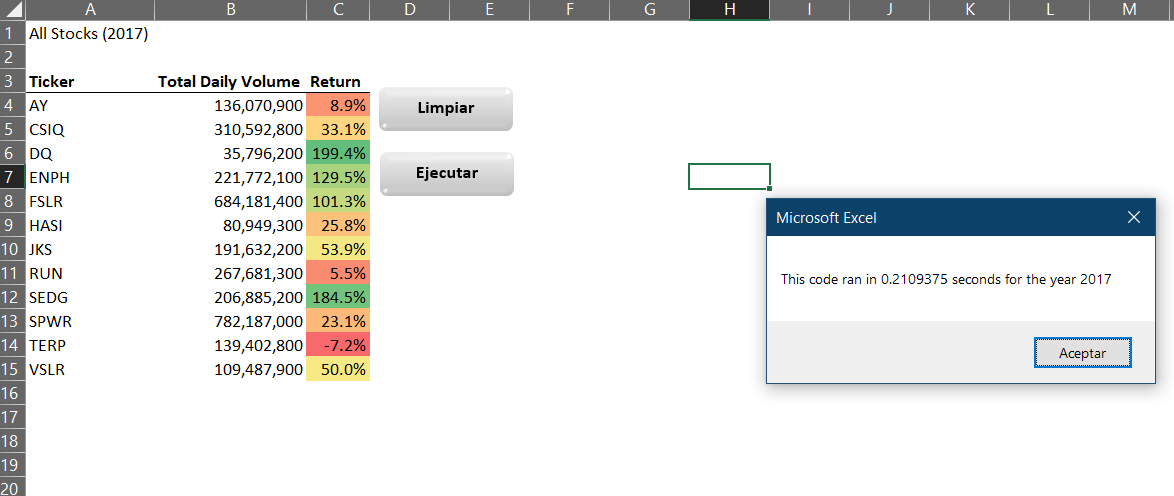 A B C D E F G H I J K L M
1 All Stocks (2017)
2
3 Ticker Total Daily Volume Return
4 AY 136,070,900 8.9%
5 CSIQ 310,592,800 33.1%
6 DQ 35,796,200 199.4%
7 ENPH 221,772,100 129.5%
8 FSLR 684,181,400 101.3%
9 HASI 80,949,300 25.8%
10 JKS 191,632,200 53.9%
11 RUN 267,681,300 5.5%
12 SEDG 206,885,200 184.5%
13 SPWR 782,187,000 23.1%
14 TERP 139,402,800 -7.2%
15 VSLR 109,487,900 50.0%
16
17
18
19
20
Limpiar
Ejecutar
Microsoft Excel
This code ran in 0.2109375 seconds for the year 2017
Aceptar